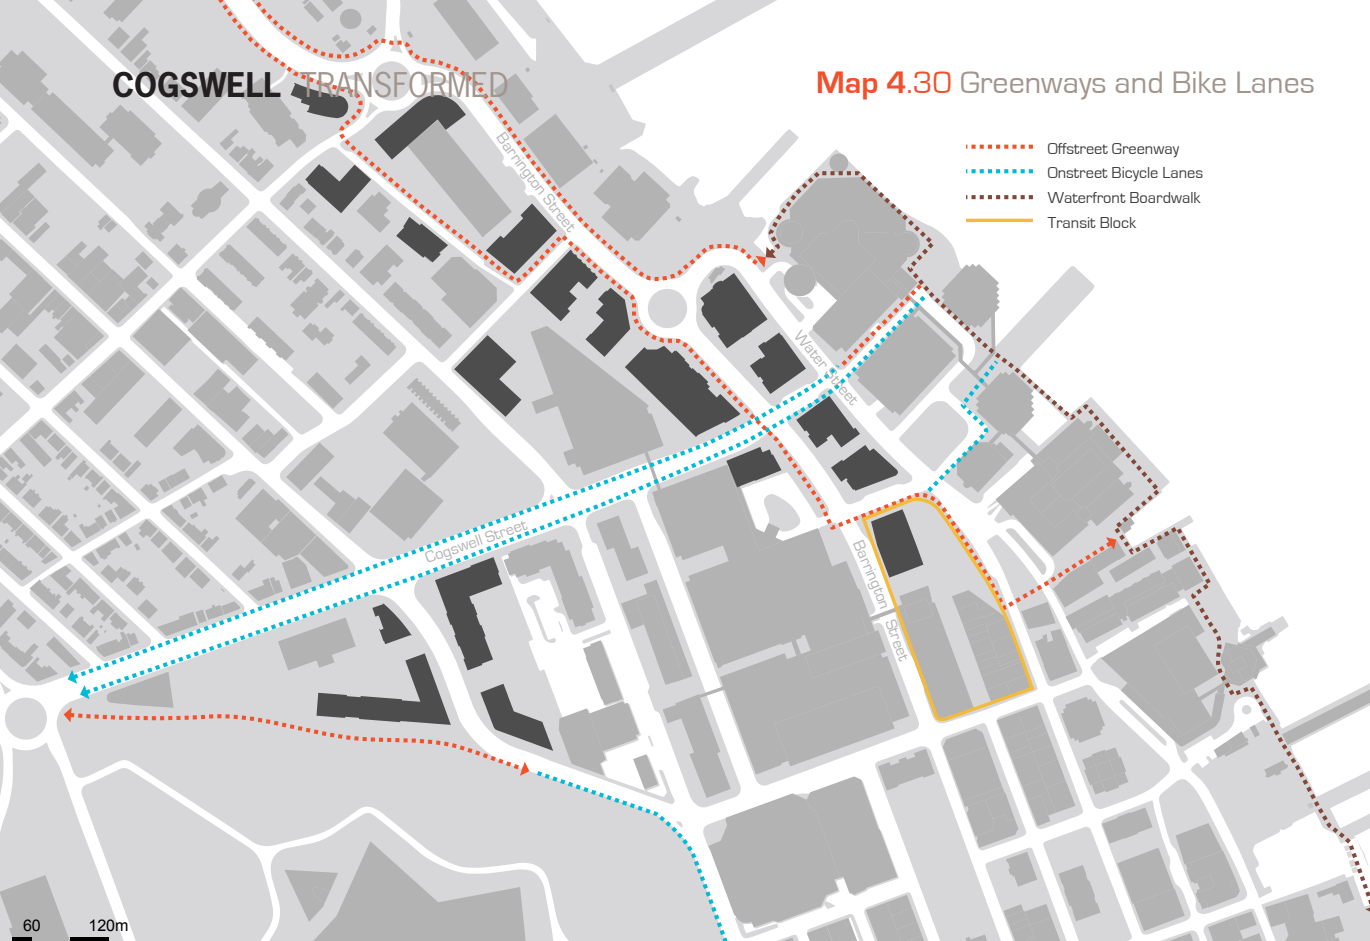 COGSWELL TRANSFORMED
Map 4.30 Greenways and Bike Lanes
Offstreet Greenway
Onstreet Bicycle Lanes
Waterfront Boardwalk
Transit Block
Barrington Street
Water Street
Cogswell Street
Barrington Street
60 120m